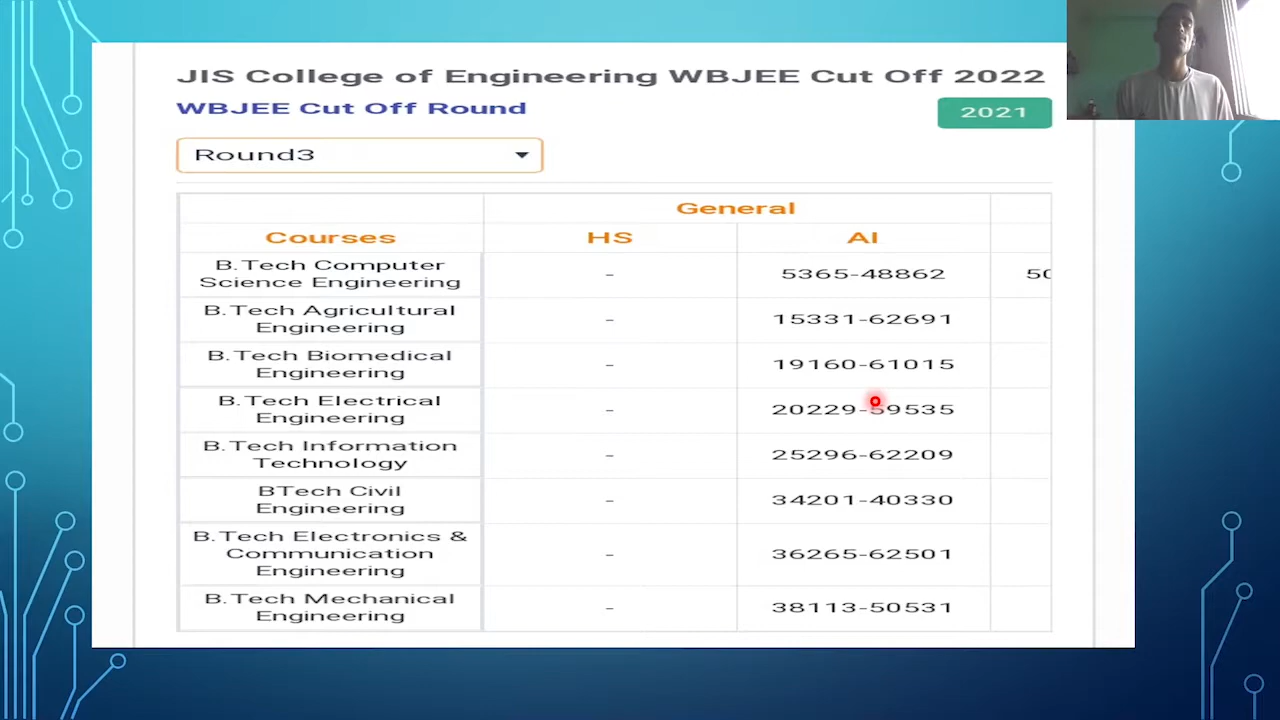 JIS College of Engineering WBJEE Cut Off 2022
WBJEE Cut Off Round
2021
Round3
General
Courses HS AI
B.Tech Computer
Science Engineering - 5365-48862 50
B.Tech Agricultural
Engineering - 15331-62691
B.Tech Biomedical
Engineering - 19160-61015
B.Tech Electrical
Engineering - 20229-59535
B.Tech Information
Technology - 25296-62209
BTech Civil
Engineering - 34201-40330
B.Tech Electronics &
Communication - 36265-62501
Engineering
B.Tech Mechanical
Engineering - 38113-50531